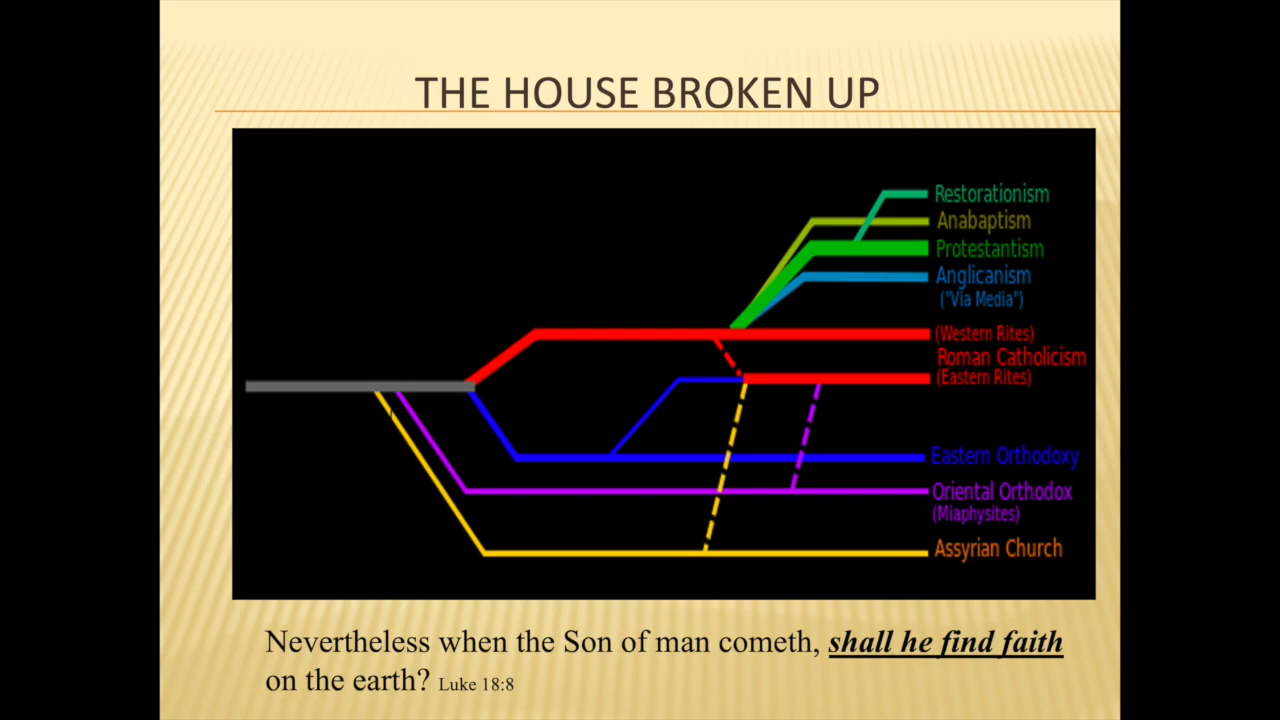 THE HOUSE BROKEN UP
Restorationism
Anabaptism
Protestantism
Anglicanism
("Via Media")
(Western Rites)
Roman Catholicism
(Eastern Rites)
Eastern Orthodoxy
Oriental Orthodox
(Miaphysites)
Assyrian Church
Nevertheless when the Son of man cometh, shall he find faith
on the earth? Luke 18:8